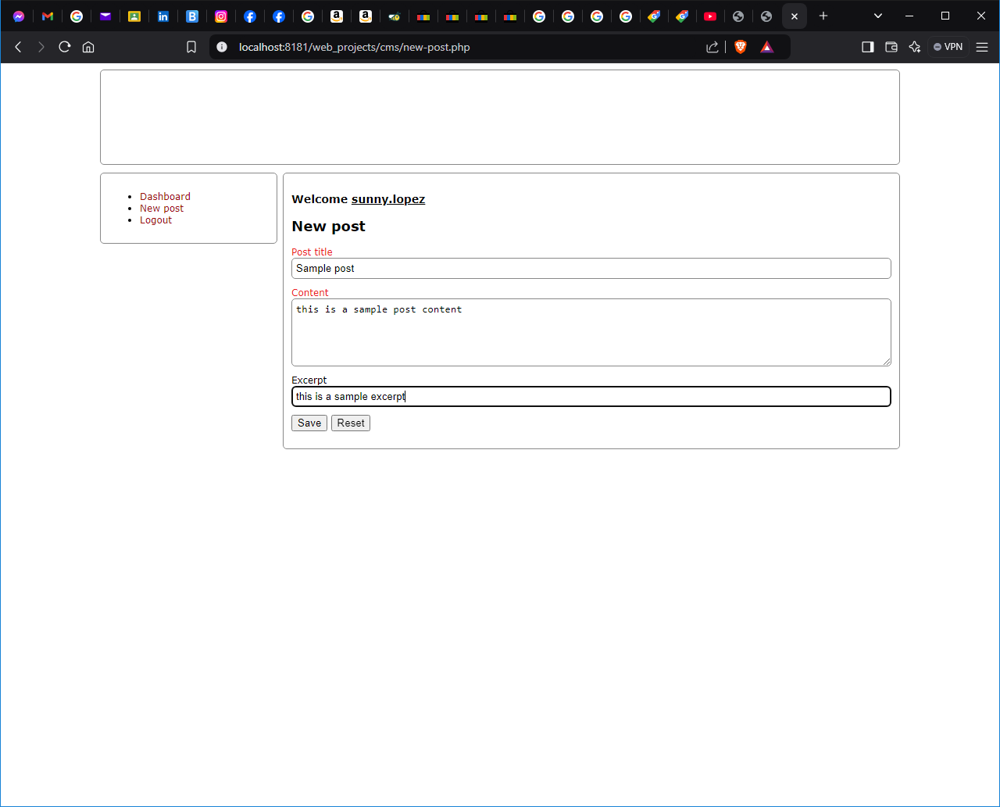 localhost:8181/web_projects/cms/new-post.php
VPN
Dashboard
New post
Logout
Welcome sunny.lopez
New post
Post title
Sample post
Content
this is a sample post content
Excerpt
this is a sample excerpt
Save Reset